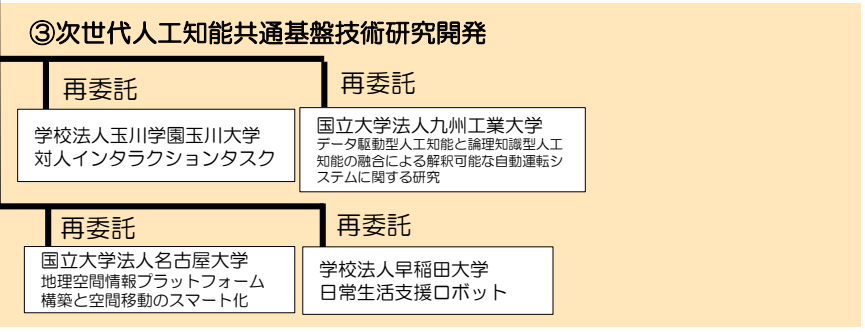 ③次世代人工知能共通基盤技術研究開発
再委託
学校法人玉川学園玉川大学
対人インタラクションタスク
再委託
国立大学法人九州工業大学
データ駆動型人工知能と論理知識型人工
知能の融合による解釈可能な自動運転シ
ステムに関する研究
再委託
国立大学法人名古屋大学
地理空間情報プラットフォーム
構築と空間移動のスマート化
再委託
学校法人早稲田大学
日常生活支援ロボット